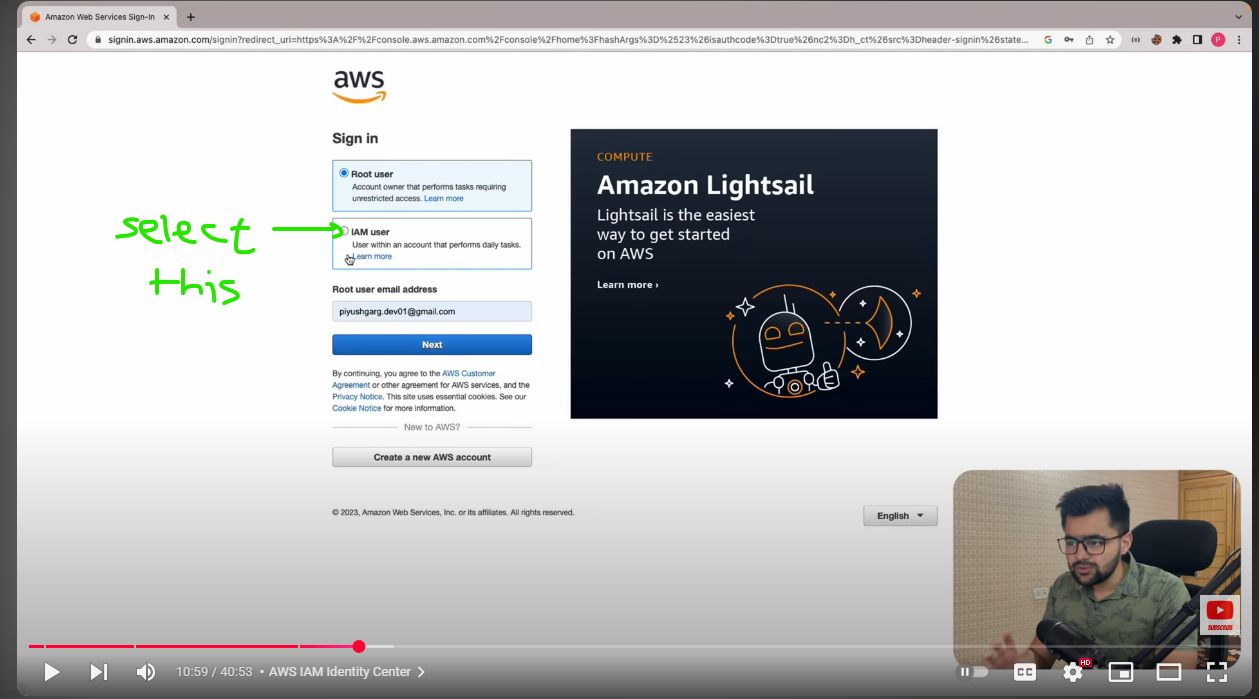 Amazon Web Services Sign-In
signin.aws.amazon.com/signin?redirect_uri=https%3A%2F%2Fconsole.aws.amazon.com%2Fconsole%2Fhome%3FhashArgs%3D%2523%26isauthcode%3Dtrue%26nc2%3Dh_ct%26src%3Dheader-signin%26state...
P
aws
Sign in
Root user
Account owner that performs tasks requiring
unrestricted access. Learn more
select
this
IAM user
User within an account that performs daily tasks.
Learn more
Root user email address
piyushgarg.dev01@gmail.com
Next
By continuing, you agree to the AWS Customer
Agreement or other agreement for AWS services, and the
Privacy Notice. This site uses essential cookies. See our
Cookie Notice for more information.
New to AWS?
Create a new AWS account
COMPUTE
Amazon Lightsail
Lightsail is the easiest
way to get started
on AWS
Learn more ›
© 2023, Amazon Web Services, Inc. or its affiliates. All rights reserved.
English
SUBSCRIBE
10:59 / 40:53 • AWS IAM Identity Center
CC
HD